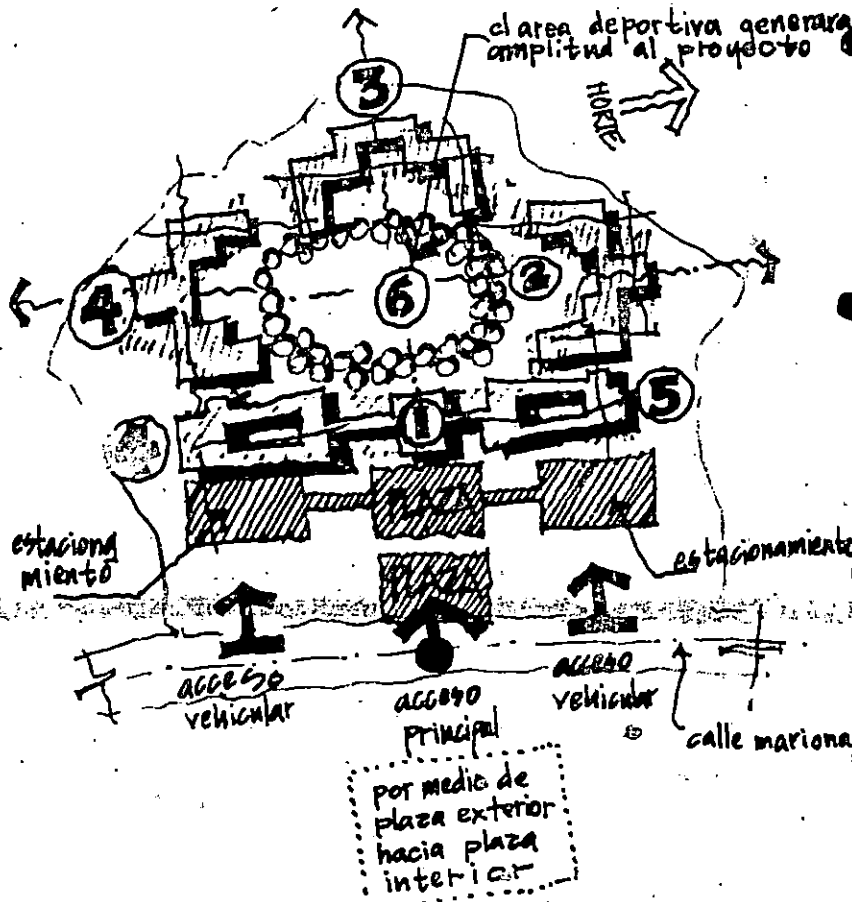 el area deportiva generara
amplitud al proyecto
NORTE
3
4
6
2
1
5
PLAZA
PLAZA
estaciona
miento
estacionamiento
acceso
vehicular
acceso
principal
acceso
vehicular
calle mariona
por medio de
plaza exterior
hacia plaza
interior